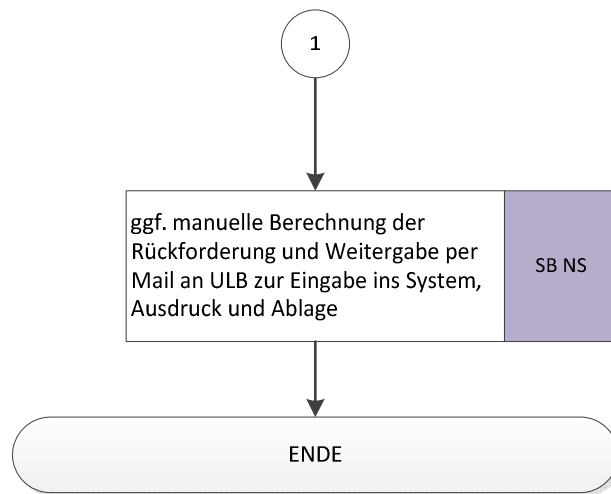 1
ggf. manuelle Berechnung der
Rückforderung und Weitergabe per
Mail an ULB zur Eingabe ins System,
Ausdruck und Ablage
SB NS
ENDE